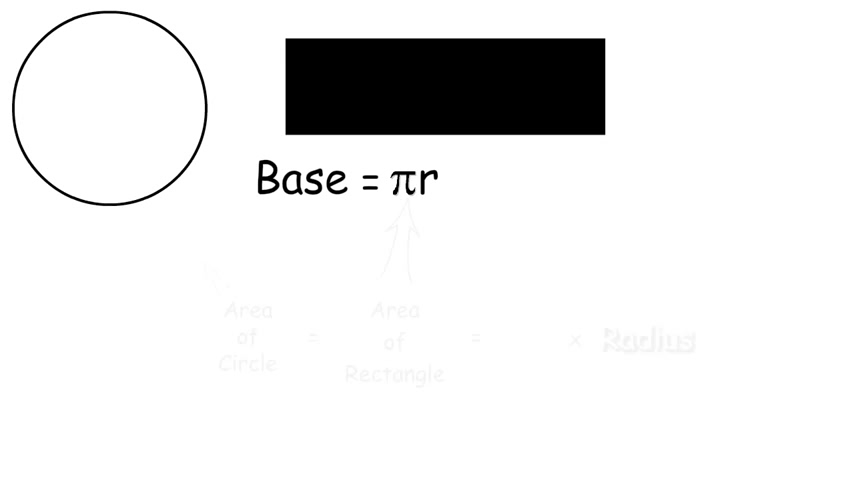 Base = πr
Area of Circle = Area of Rectangle = × Radius